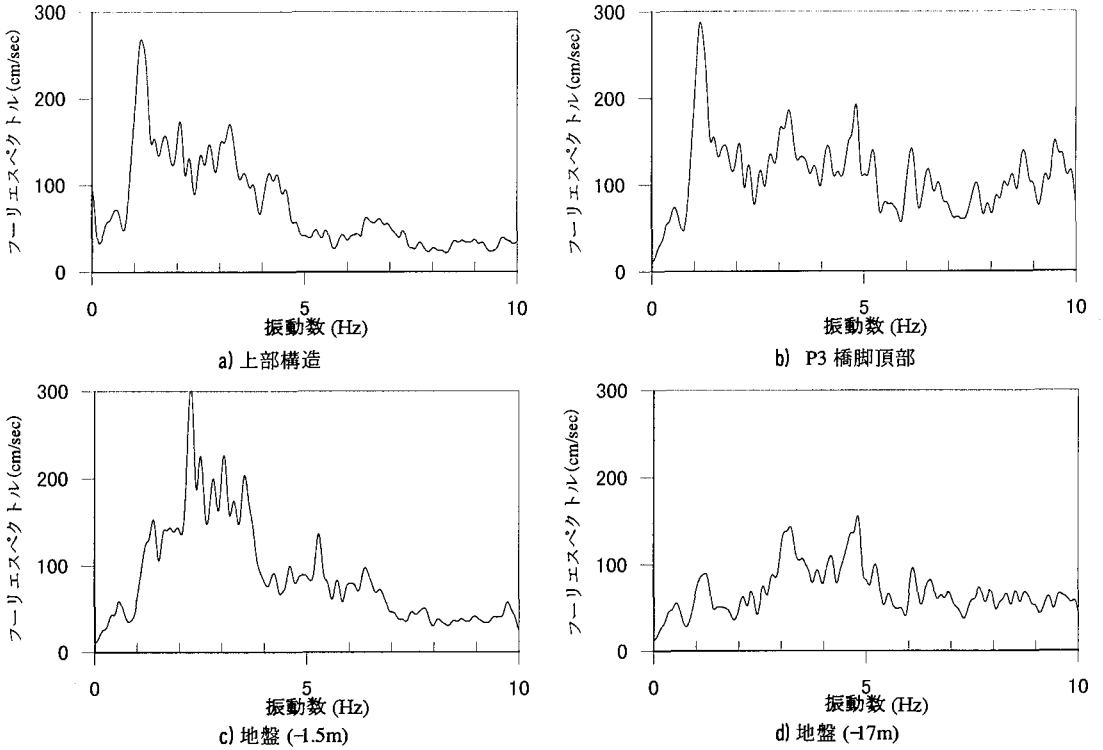 フーリエスペクトル(cm/sec)
300
200
100
0
0 5 10
振動数 (Hz)
a) 上部構造
フーリエスペクトル(cm/sec)
300
200
100
0
0 5 10
振動数 (Hz)
b) P3 橋脚頂部
フーリエスペクトル(cm/sec)
300
200
100
0
0 5 10
振動数 (Hz)
c) 地盤 (-1.5m)
フーリエスペクトル(cm/sec)
300
200
100
0
0 5 10
振動数 (Hz)
d) 地盤 (-17m)